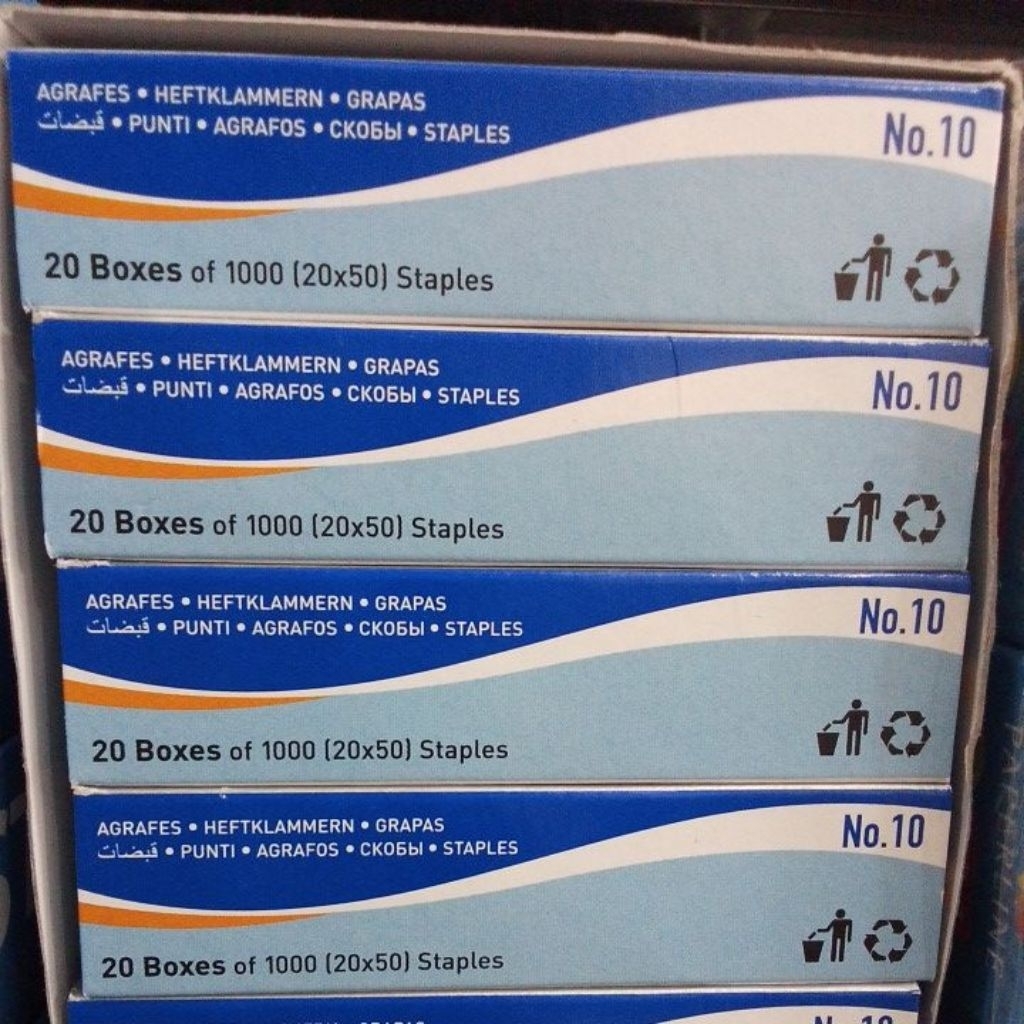 AGRAFES • HEFTKLAMMERN • GRAPAS
قبضات • PUNTI • AGRAFOS • СКОБЫ • STAPLES
No.10
20 Boxes of 1000 (20x50) Staples
AGRAFES • HEFTKLAMMERN • GRAPAS
قبضات • PUNTI • AGRAFOS • СКОБЫ • STAPLES
No.10
20 Boxes of 1000 (20x50) Staples
AGRAFES • HEFTKLAMMERN • GRAPAS
قبضات • PUNTI • AGRAFOS • СКОБЫ • STAPLES
No.10
20 Boxes of 1000 (20x50) Staples
AGRAFES • HEFTKLAMMERN • GRAPAS
قبضات • PUNTI • AGRAFOS • СКОБЫ • STAPLES
No.10
20 Boxes of 1000 (20x50) Staples
No.10